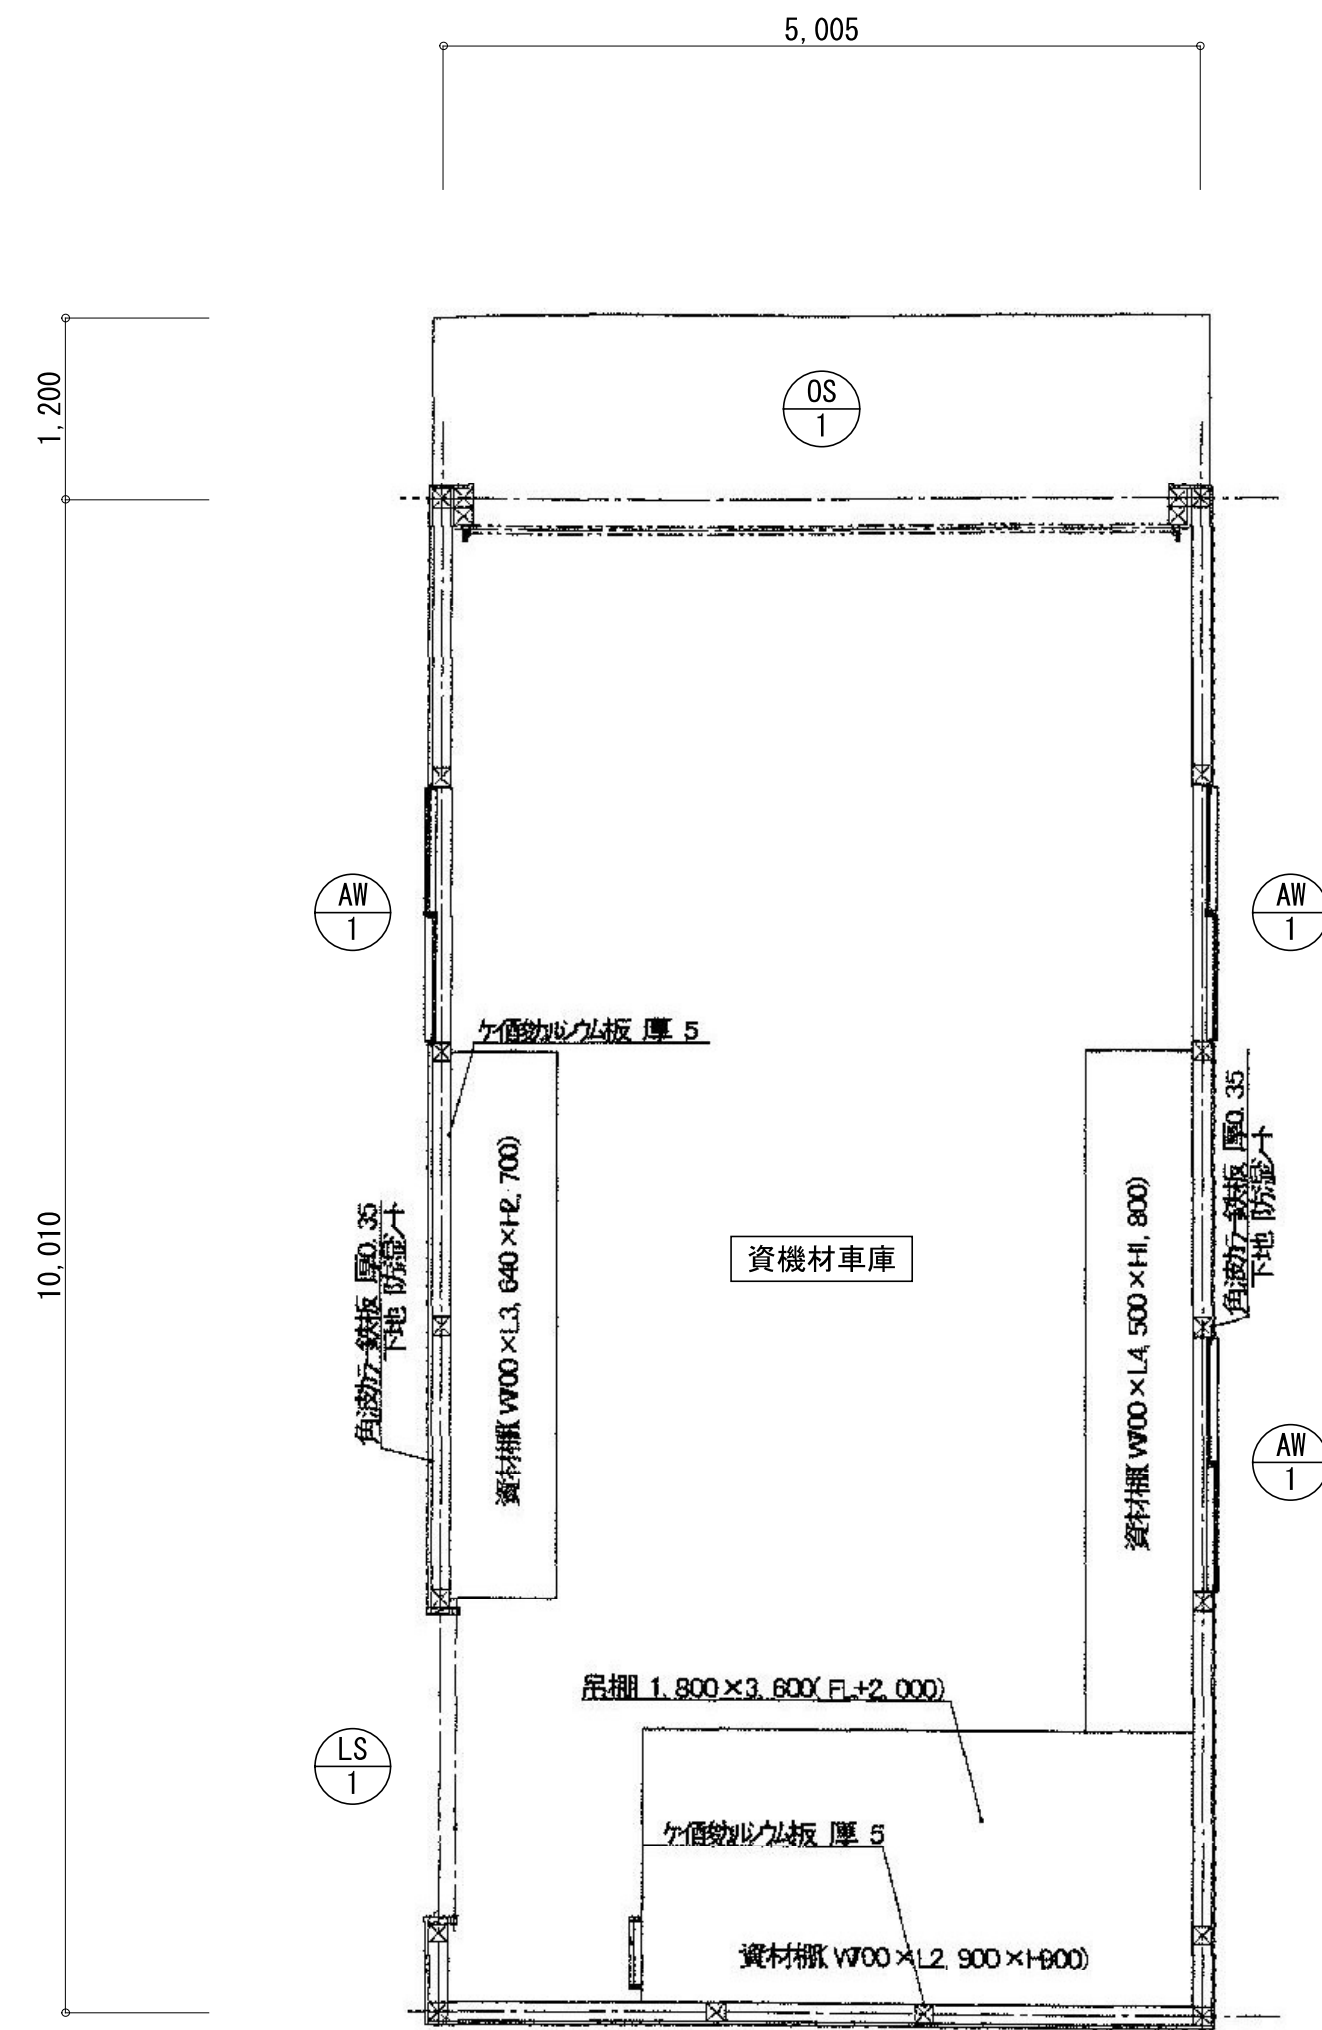 5,005
1,200
OS
1
AW
1
AW
1
ケイ酸カルシウム板 厚 5
角波カラー鉄板 厚0.35
下地 防湿シート
資材棚(W700×L3,640×H2,700)
資機材車庫
資材棚(W700×L4,500×H1,800)
角波カラー鉄板 厚0.35
下地 防湿シート
10,010
AW
1
吊棚 1,800×3,600(FL+2,000)
LS
1
ケイ酸カルシウム板 厚 5
資材棚(W700×L2,900×H900)